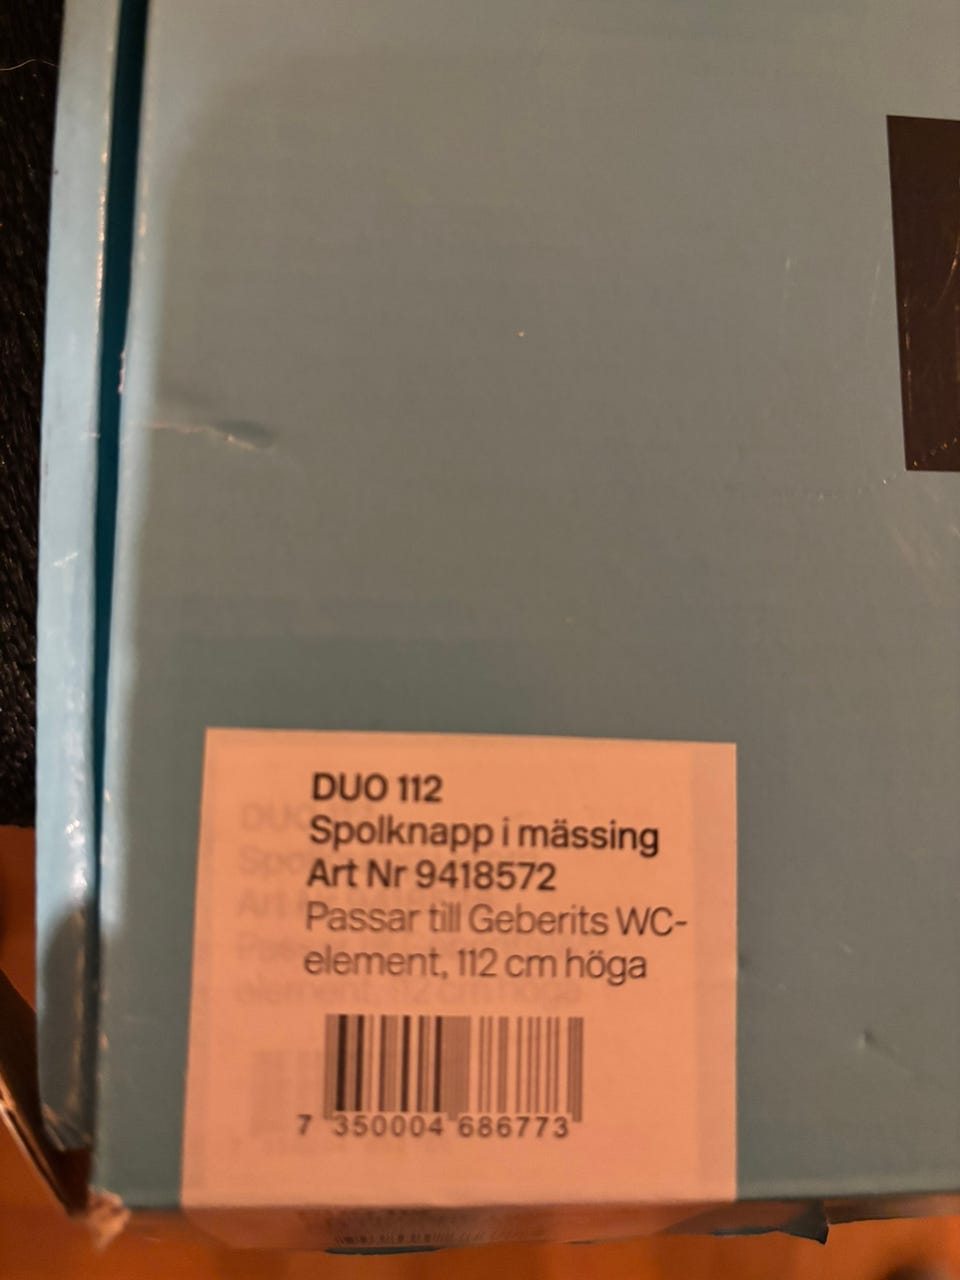 DUO 112
Spolknapp i mässing
Art Nr 9418572
Passar till Geberits WC-
element, 112 cm höga
7 350004 686773